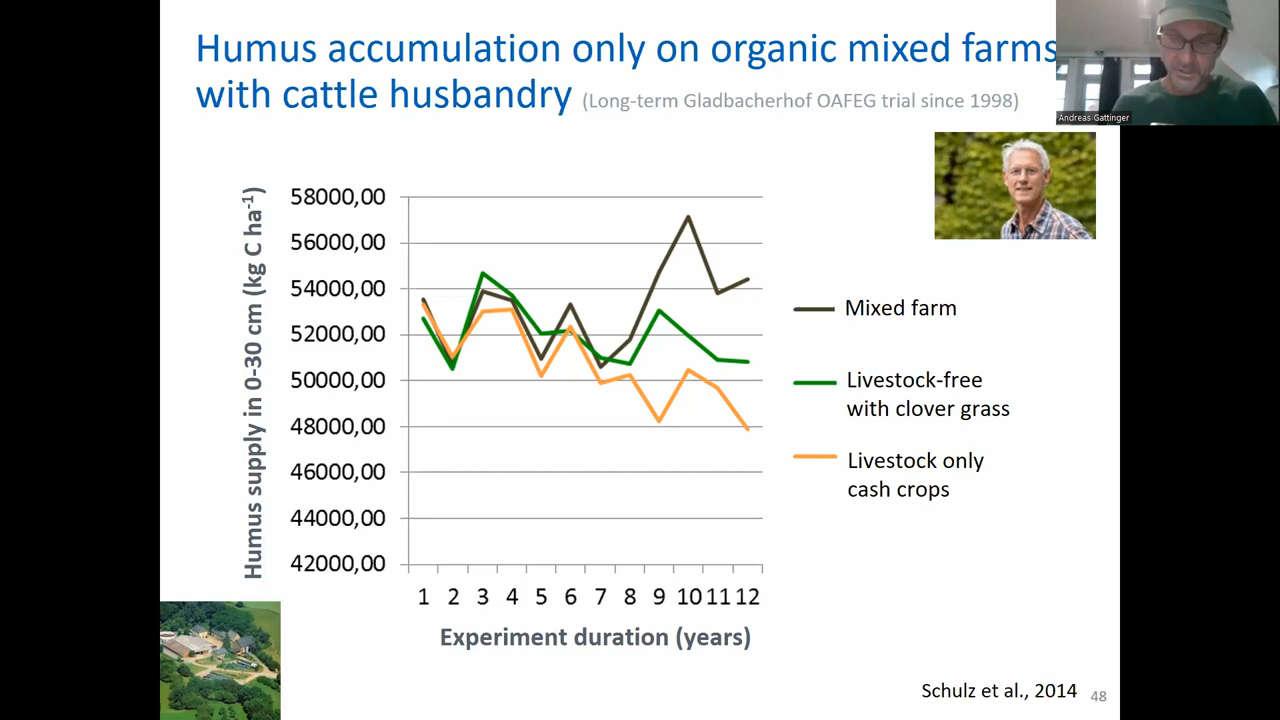 Humus accumulation only on organic mixed farms
with cattle husbandry (Long-term Gladbacherhof OAFEG trial since 1998)
Andreas Gattinger
Humus supply in 0-30 cm (kg C ha-1)
58000,00
56000,00
54000,00
52000,00
50000,00
48000,00
46000,00
44000,00
42000,00
1 2 3 4 5 6 7 8 9 10 11 12
Experiment duration (years)
Mixed farm
Livestock-free
with clover grass
Livestock only
cash crops
Schulz et al., 2014
48